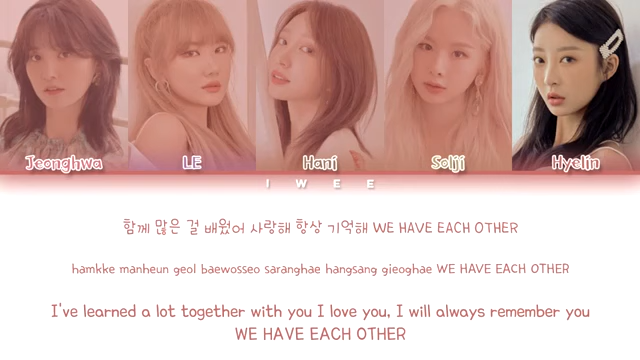 Jeonghwa LE Hani Solji Hyelin
I W E E
함께 많은 걸 배웠어 사랑해 항상 기억해 WE HAVE EACH OTHER
hamkke manheun geol baewosseo saranghae hangsang gieoghae WE HAVE EACH OTHER
I've learned a lot together with you I love you, I will always remember you
WE HAVE EACH OTHER